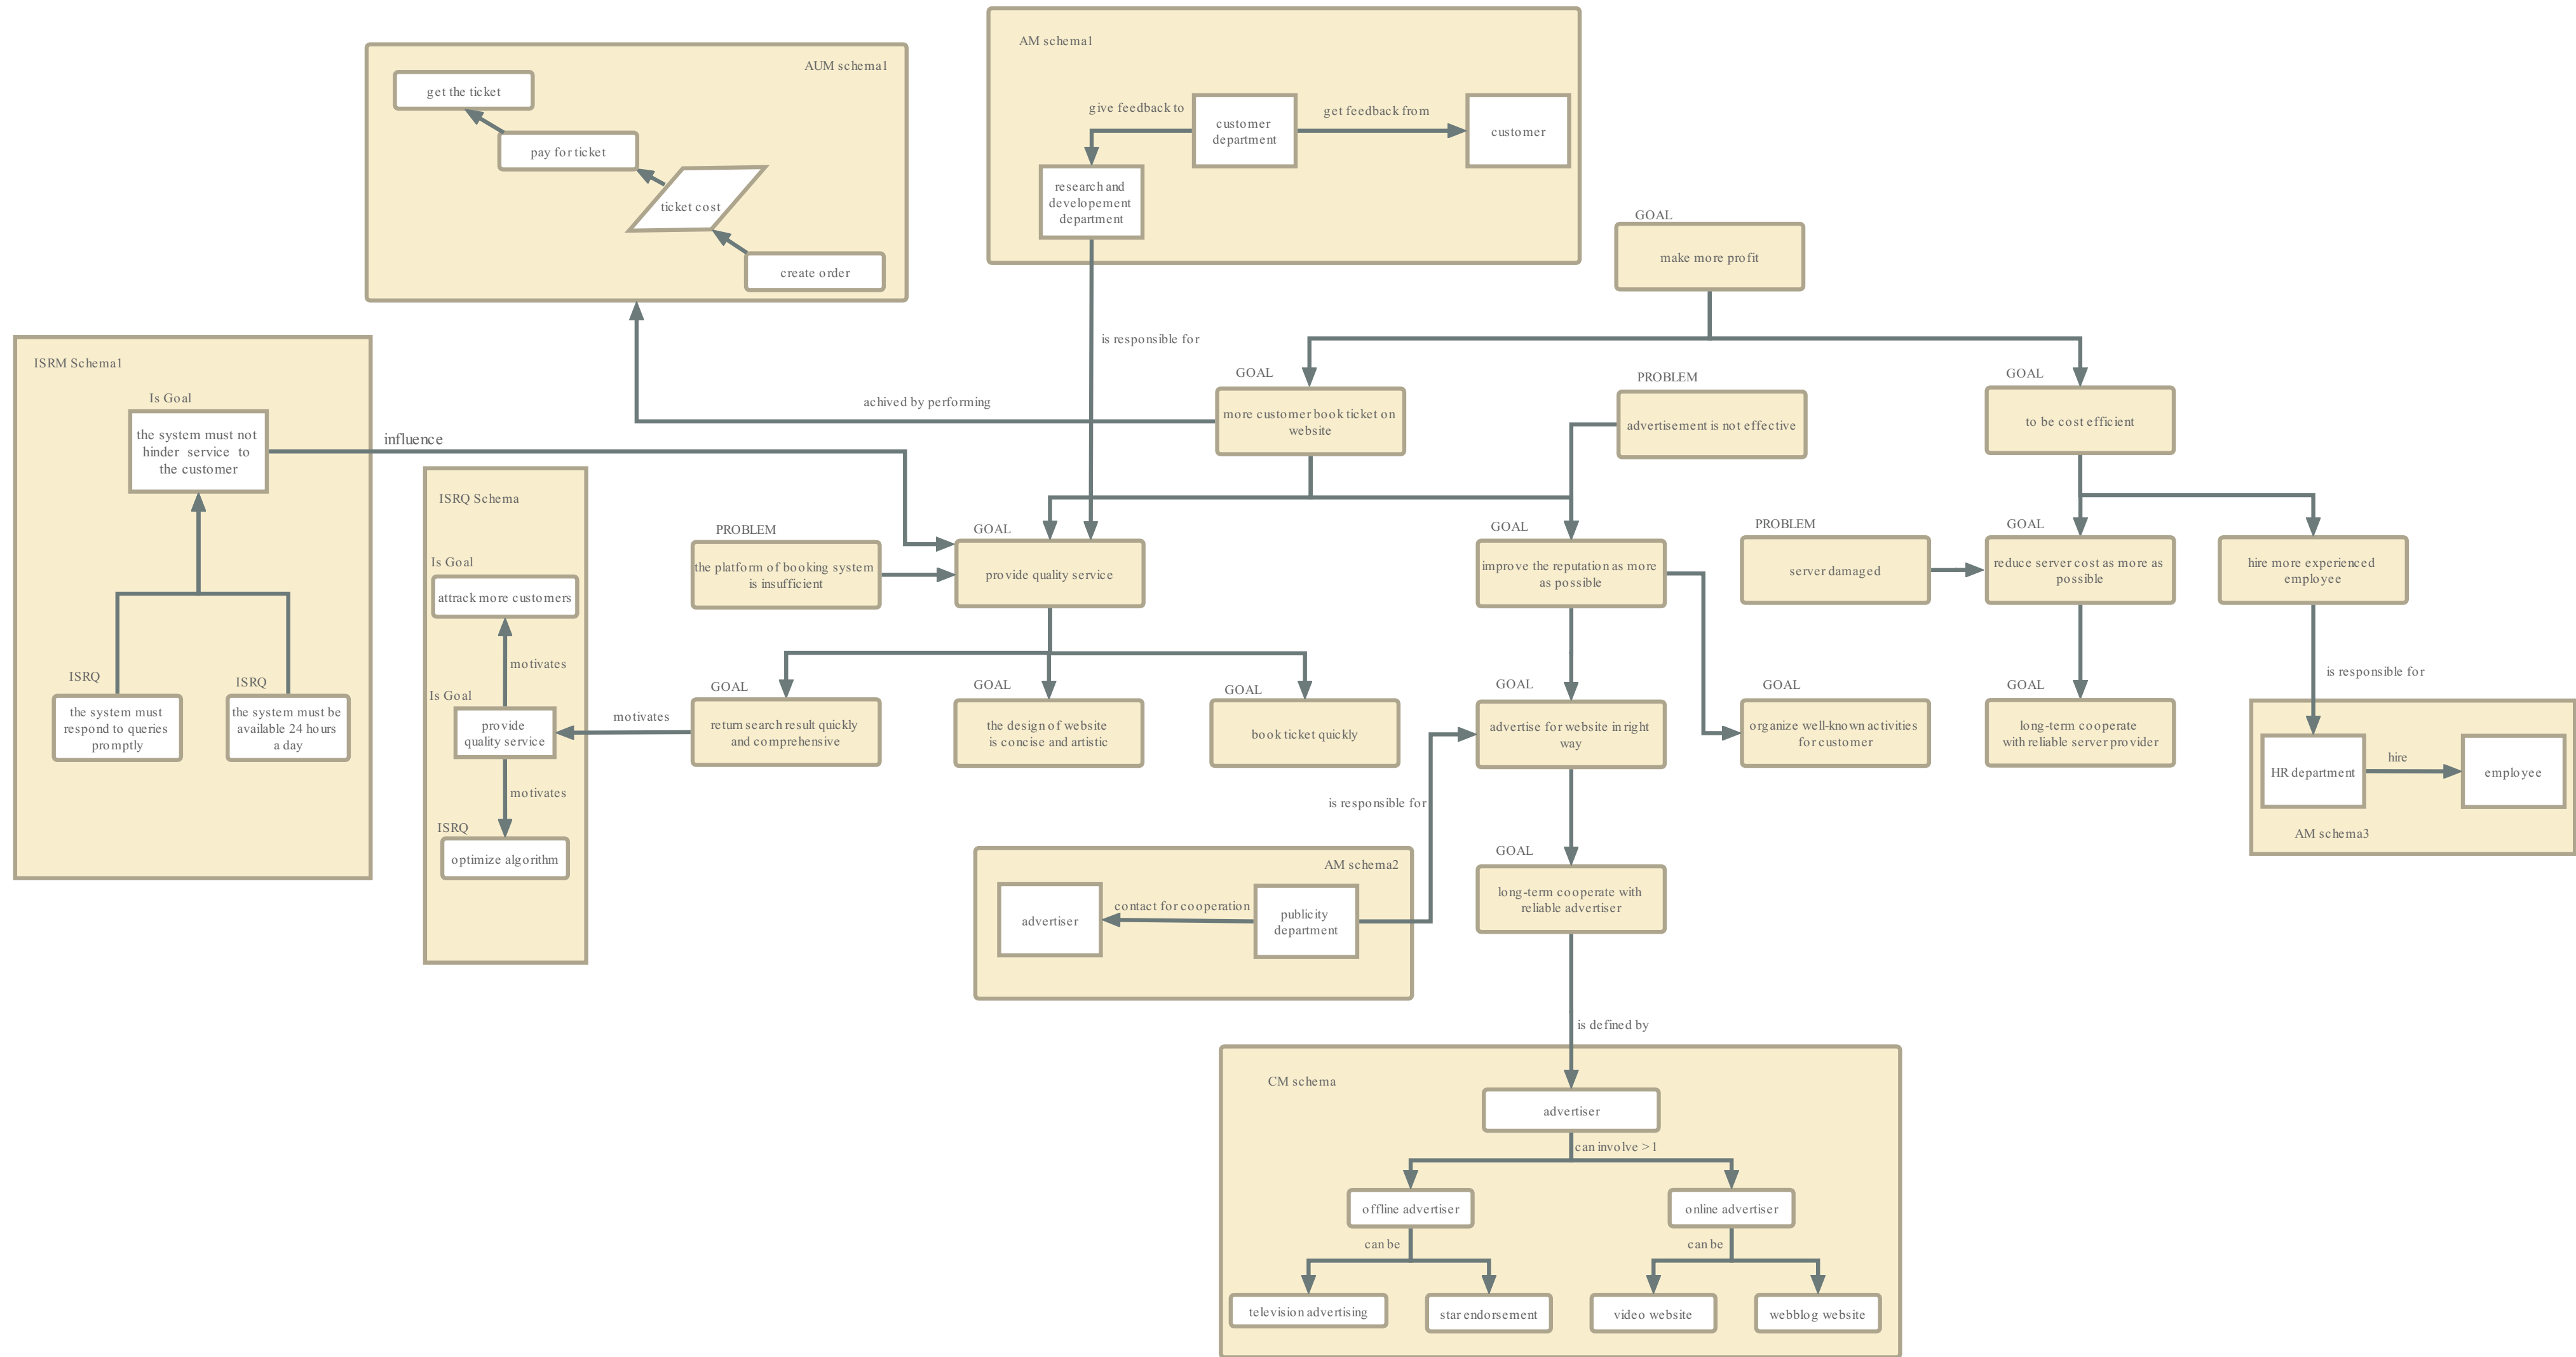 AUM schema1
get the ticket
pay for ticket
ticket cost
create order
AM schema1
give feedback to
customer
department
get feedback from
customer
research and
developement
department
is responsible for
GOAL
make more profit
ISRM Schema1
Is Goal
the system must not
hinder service to
the customer
influence
ISRQ
the system must
respond to queries
promptly
ISRQ
the system must be
available 24 hours
a day
achived by performing
GOAL
more customer book ticket on
website
PROBLEM
advertisement is not effective
GOAL
to be cost efficient
ISRQ Schema
Is Goal
attrack more customers
motivates
Is Goal
provide
quality service
motivates
ISRQ
optimize algorithm
motivates
PROBLEM
the platform of booking system
is insufficient
GOAL
provide quality service
GOAL
improve the reputation as more
as possible
PROBLEM
server damaged
GOAL
reduce server cost as more as
possible
hire more experienced
employee
GOAL
return search result quickly
and comprehensive
GOAL
the design of website
is concise and artistic
GOAL
book ticket quickly
GOAL
advertise for website in right
way
GOAL
organize well-known activities
for customer
GOAL
long-term cooperate
with reliable server provider
is responsible for
HR department
hire
employee
AM schema3
is responsible for
AM schema2
advertiser
contact for cooperation
publicity
department
GOAL
long-term cooperate with
reliable advertiser
is defined by
CM schema
advertiser
can involve >1
offline advertiser
online advertiser
can be
can be
television advertising
star endorsement
video website
webblog website